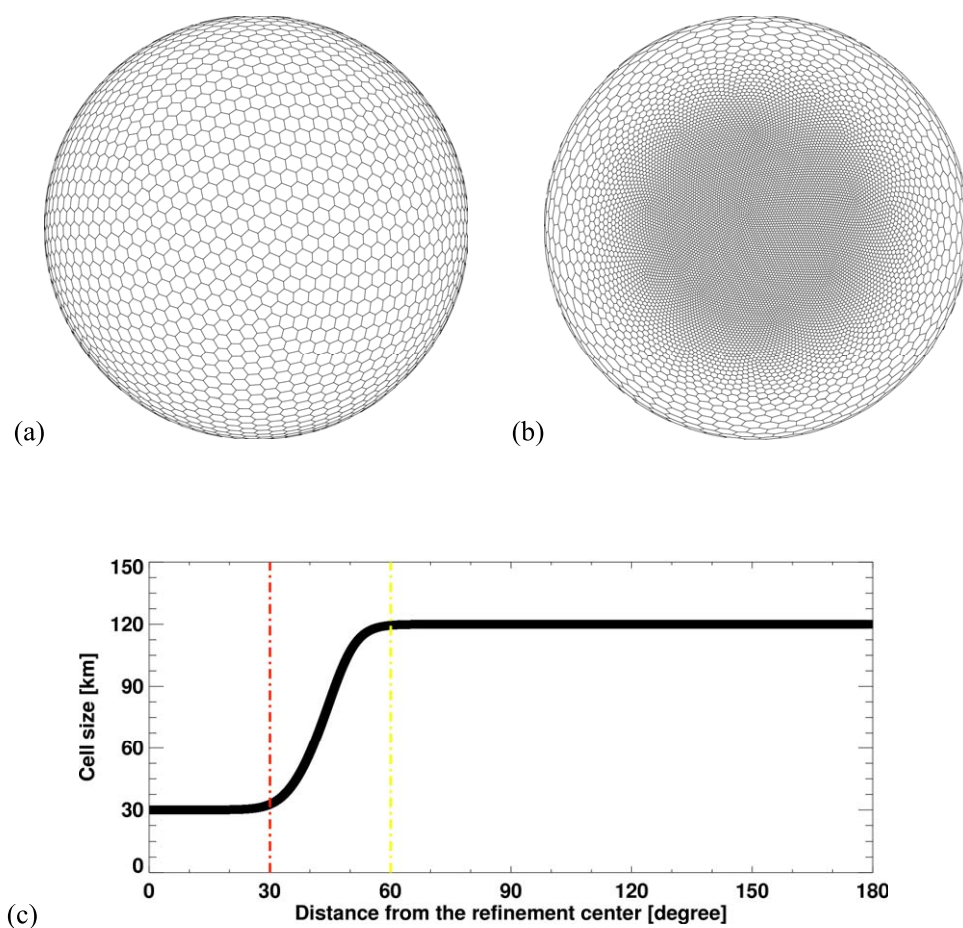 (a)
(b)
150
120
90
60
30
0
Cell size [km]
0 30 60 90 120 150 180
Distance from the refinement center [degree]
(c)